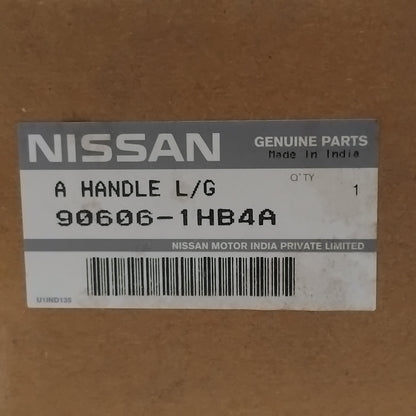 NISSAN
GENUINE PARTS
Made In India
A HANDLE L/G
Q'TY
1
90606-1HB4A
NISSAN MOTOR INDIA PRIVATE LIMITED
U1IND135